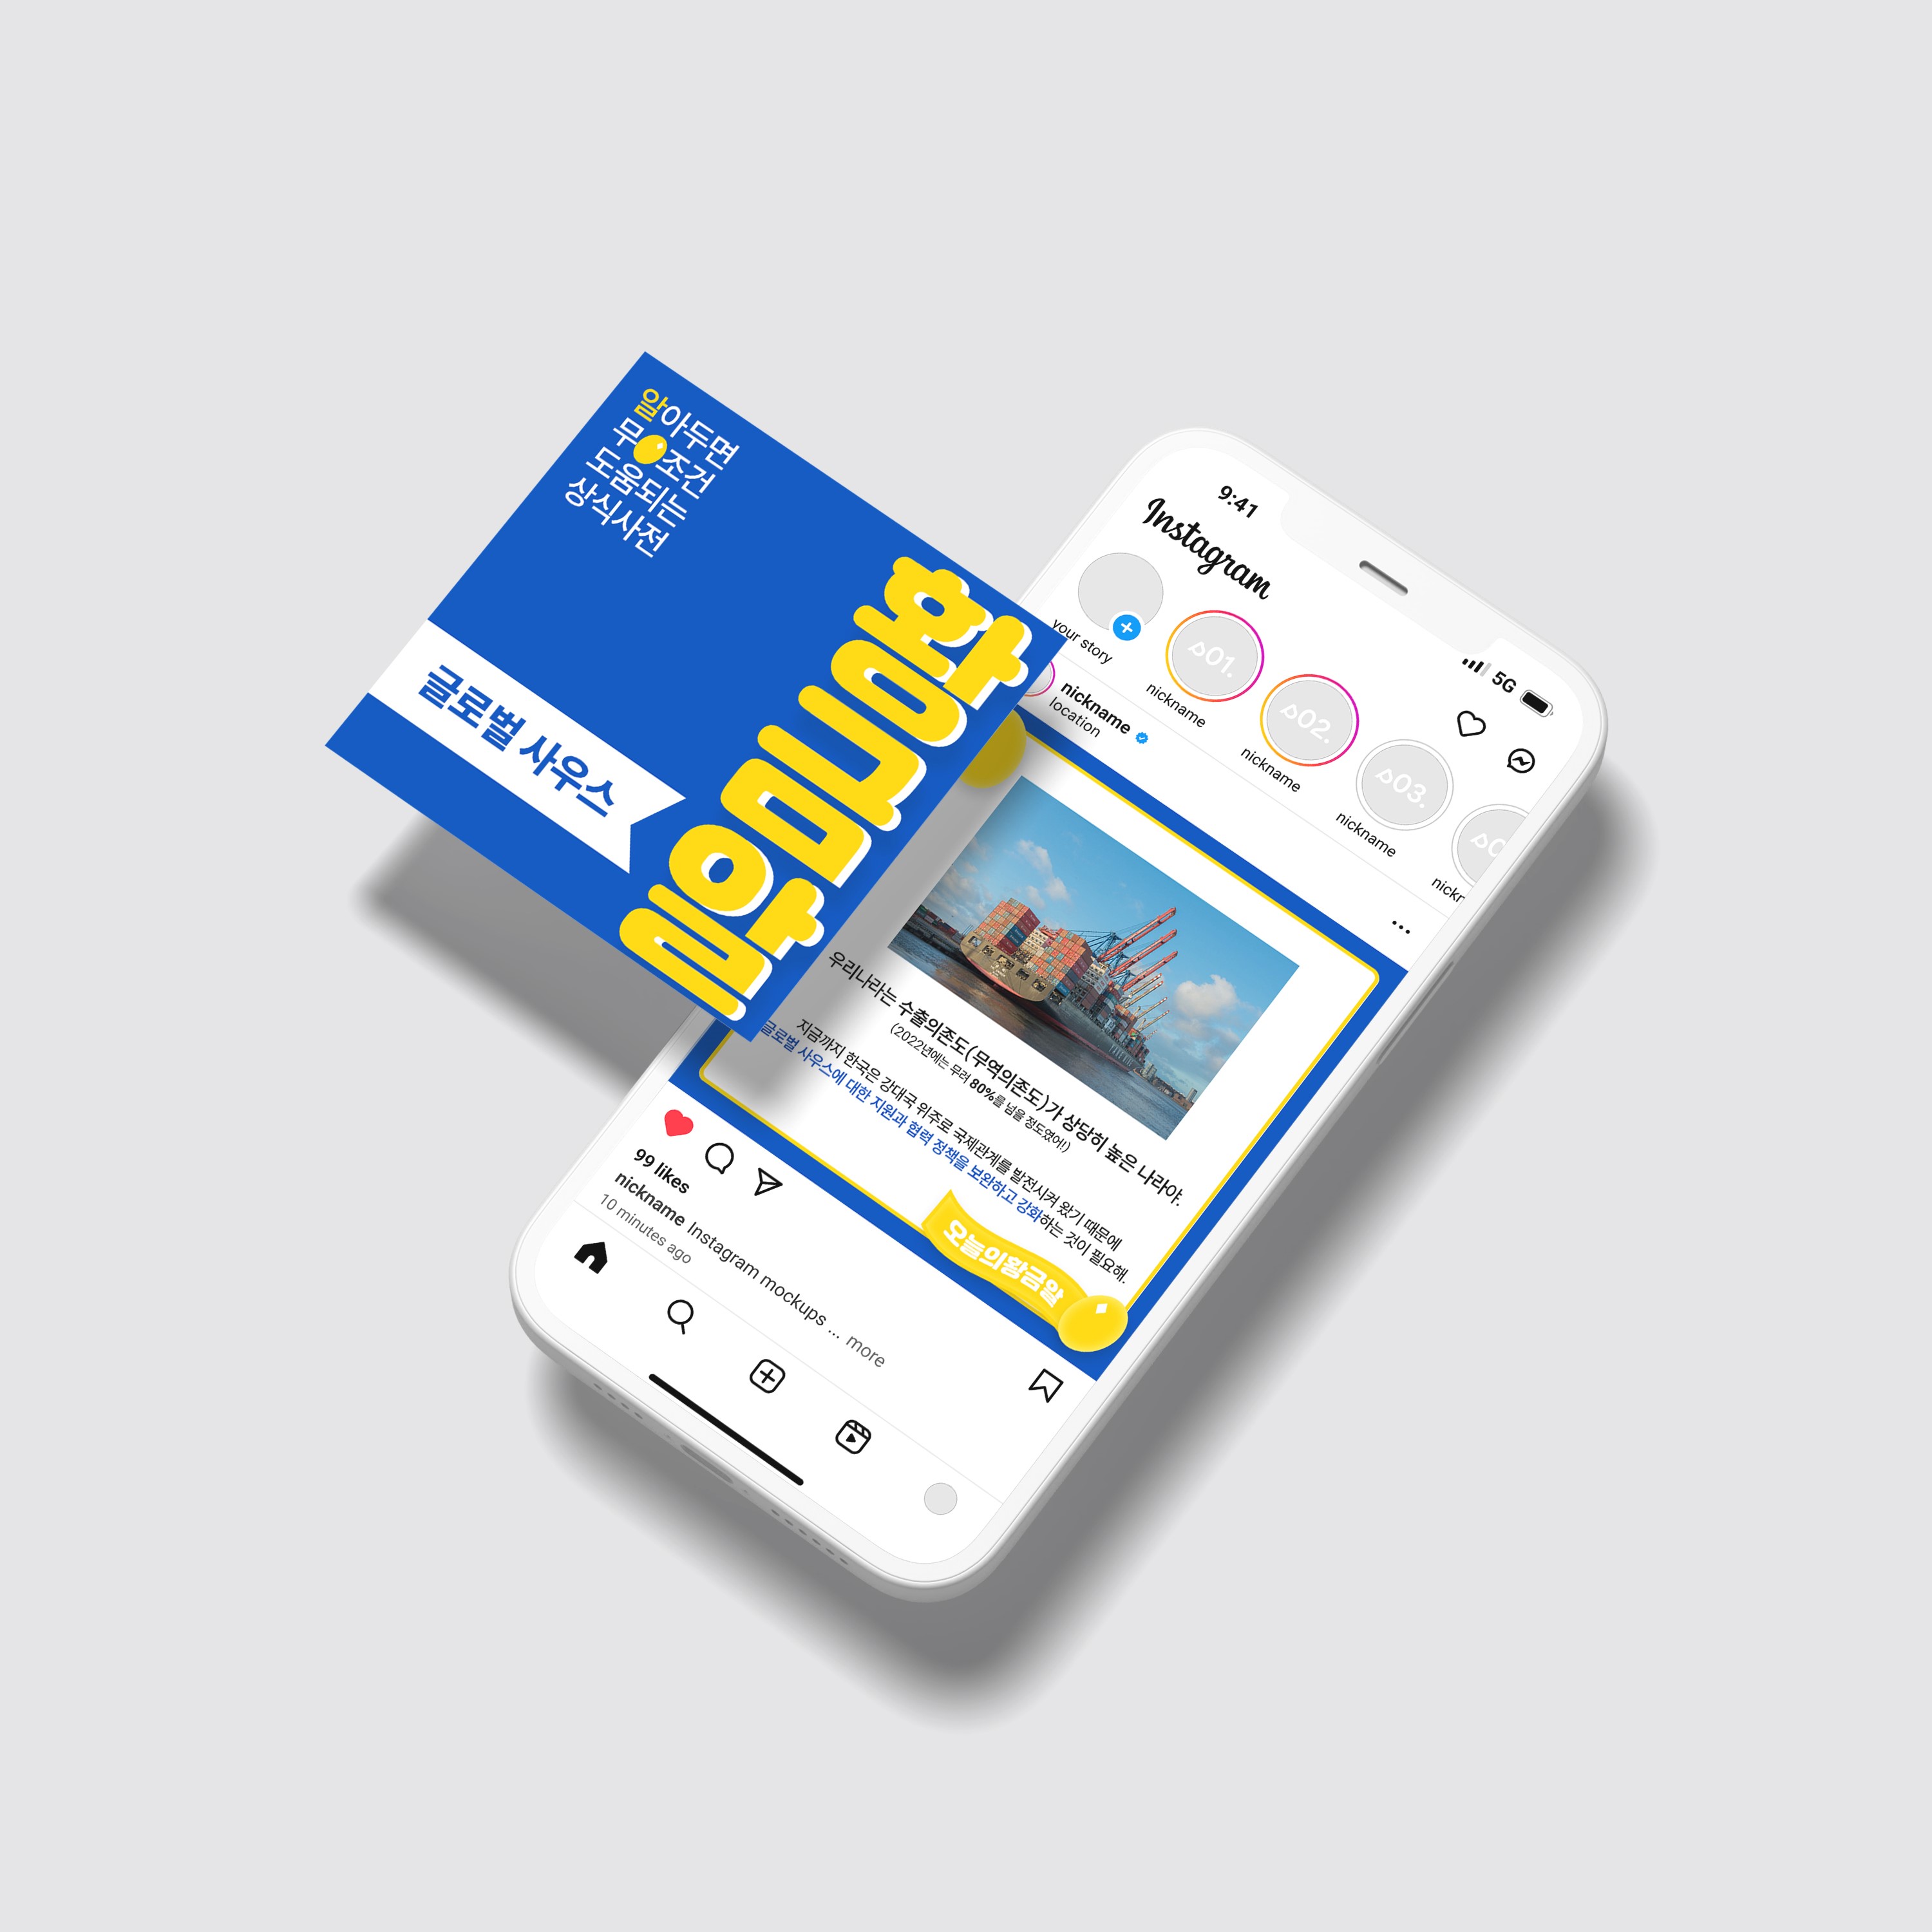 알아두면
무조건
도움되는
상식사전
황금알
글로벌 사우스
9:41
5G
Instagram
your story
01.
nickname
02.
nickname
03.
nickname
nickr
nickname
location
우리나라는 수출의존도(무역의존도)가 상당히 높은 나라야.
(2022년에는 무려 80%를 넘을 정도였어!)
지금까지 한국은 강대국 위주로 국제관계를 발전시켜 왔기 때문에
글로벌 사우스에 대한 지원과 협력 정책을 보완하고 강화하는 것이 필요해.
오늘의황금알
99 likes
nickname Instagram mockups ... more
10 minutes ago